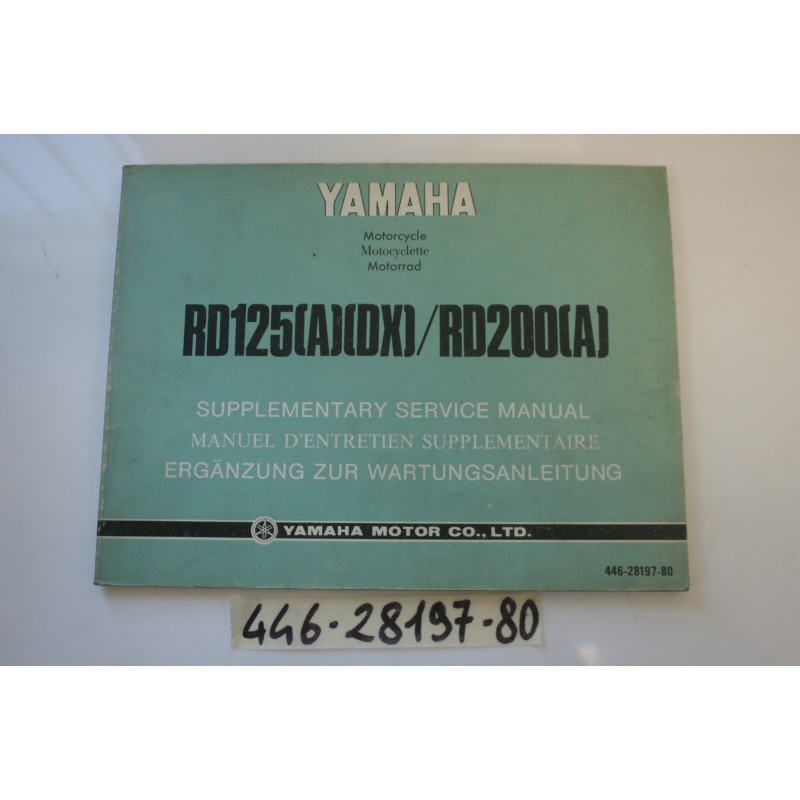 YAMAHA
Motorcycle
Motocyclette
Motorrad
RD125(A)(DX)/RD200(A)
SUPPLEMENTARY SERVICE MANUAL
MANUEL D'ENTRETIEN SUPPLEMENTAIRE
ERGÄNZUNG ZUR WARTUNGSANLEITUNG
YAMAHA MOTOR CO., LTD.
446-28197-80
446-28197-80